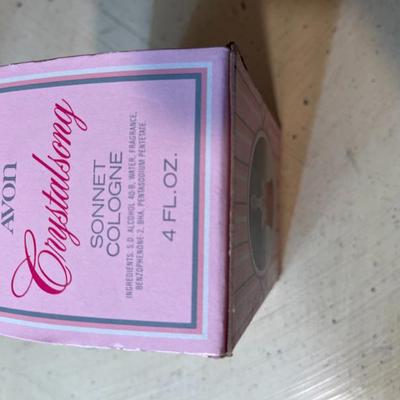 AVON
Crystalsong
SONNET
COLOGNE
INGREDIENTS: S.D. ALCOHOL 40-B, WATER, FRAGRANCE,
BENZOPHENONE-2, BHA, PENTASODIUM PENTETATE.
4 FL.OZ.